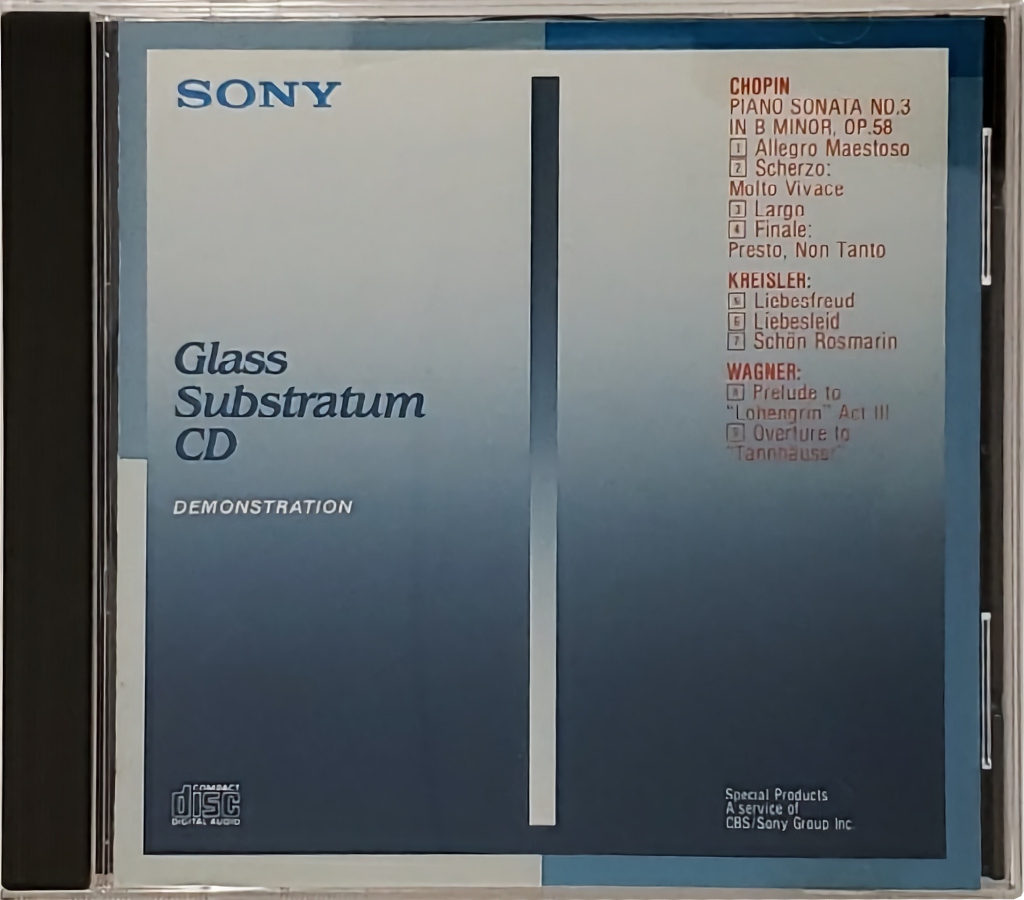 SONY
Glass
Substratum
CD
DEMONSTRATION
COMPACT
disc
DIGITAL AUDIO
CHOPIN
PIANO SONATA NO.3
IN B MINOR, OP.58
1 Allegro Maestoso
2 Scherzo:
Molto Vivace
3 Largo
4 Finale:
Presto, Non Tanto
KREISLER:
5 Liebesfreud
6 Liebesleid
7 Schön Rosmarin
WAGNER:
8 Prelude to
"Lohengrin" Act III
9 Overture to
"Tannhäuser"
Special Products
A service of
CBS/Sony Group Inc.